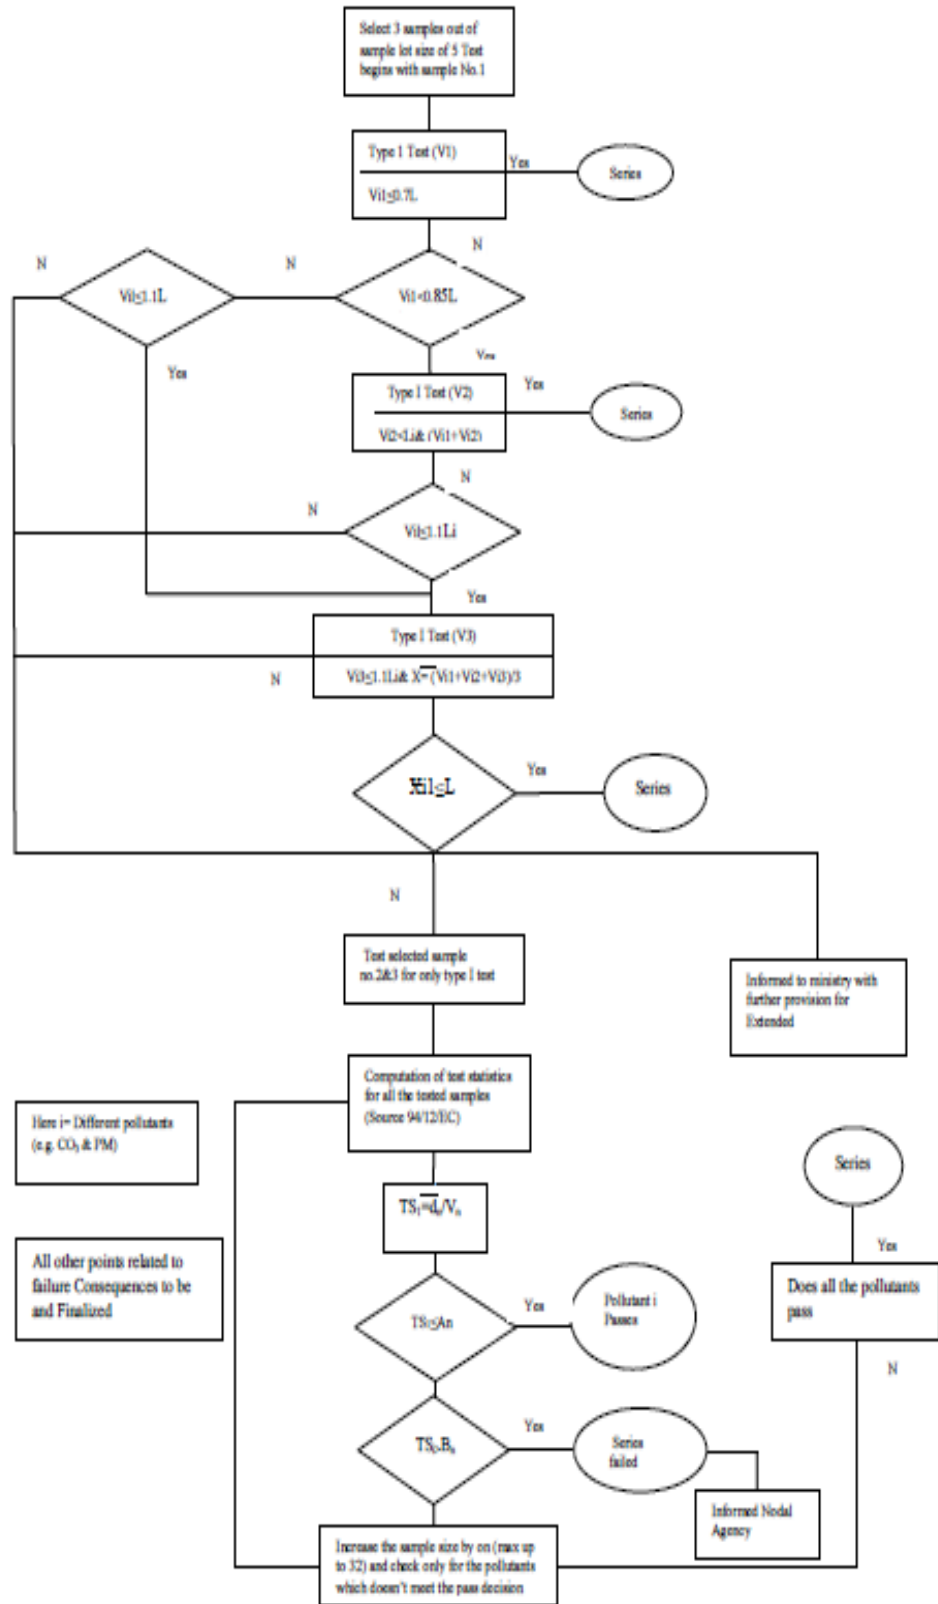 Select 3 samples out of
sample lot size of 5 Test
begins with sample No.1
Type I Test (V1)
Yes
Series
Vi1≤0.7L
N
N
N
Vi1≤1.1L
Vi1<0.85L
Yes
Yes
Type I Test (V2)
Yes
Series
Vi2<Li& (Vi1+Vi2)
N
N
Vi1≤1.1Li
Yes
Type I Test (V3)
N
Vi3≤1.1Li& X̅=(Vi1+Vi2+Vi3)/3
Yes
Series
Xi1≤L
N
Test selected sample
no.2&3 for only type I test
Informed to ministry with
further provision for
Extended
Computation of test statistics
for all the tested samples
(Source 94/12/EC)
Here i= Different pollutants
(e.g. CO, & PM)
Series
TS₁=d̅ₙ/Vₙ
Yes
All other points related to
failure Consequences to be
and Finalized
Does all the pollutants
pass
Yes
Pollutant i
Passes
TS≤An
N
Yes
Series
failed
Informed Nodal
Agency
Increase the sample size by on (max up
to 32) and check only for the pollutants
which doesn't meet the pass decision